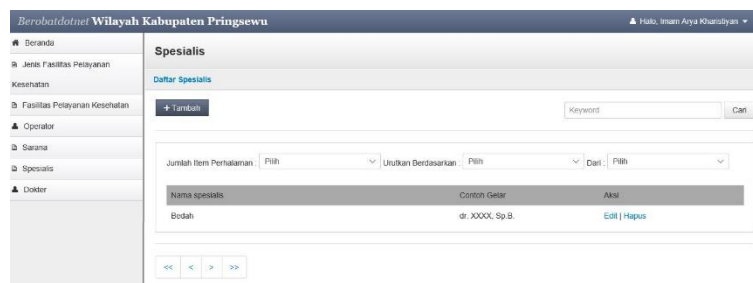 Berobatdotnet Wilayah Kabupaten Pringsewu
Halo, Imam Arya Kharistiyan
Beranda
Jenis Fasilitas Pelayanan
Kesehatan
Fasilitas Pelayanan Kesehatan
Operator
Sarana
Spesialis
Dokter
Spesialis
Daftar Spesialis
+ Tambah
Keyword
Cari
Jumlah Item Perhalaman : Pilih Urutkan Berdasarkan : Pilih Dari : Pilih
Nama spesialis Contoh Gelar Aksi
Bedah dr. XXXX, Sp.B. Edit | Hapus
<< < > >>